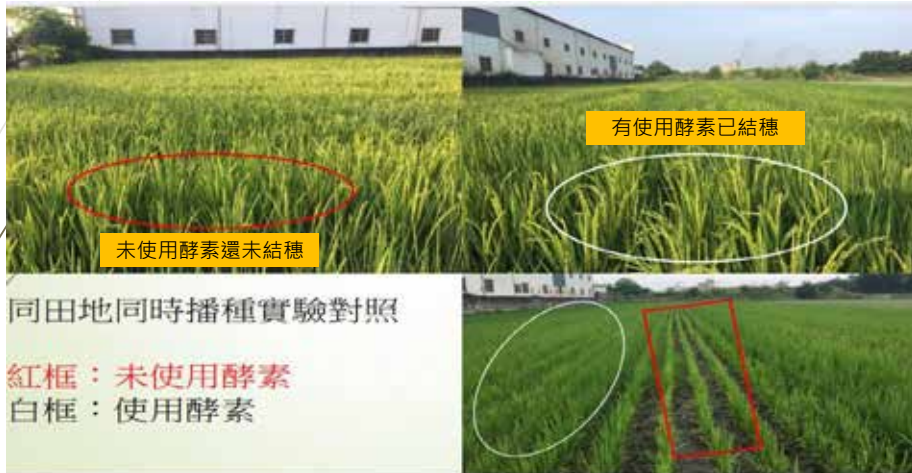 有使用酵素已結穗
未使用酵素還未結穗
同田地同時播種實驗對照
紅框：未使用酵素
白框：使用酵素